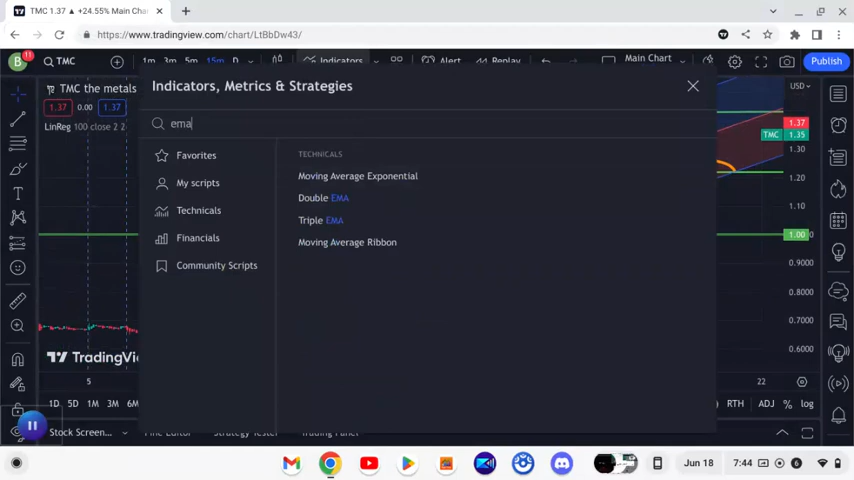 TMC 1.37 ▲ +24.55% Main Cha
https://www.tradingview.com/chart/LtBbDw43/
B 11 TMC 1m 3m 5m 15m D Indicators Alert Replay Main Chart Publish
TMC the metals
USD
1.37 0.00 1.37
LinReg 100 close 2 2
Indicators, Metrics & Strategies
ema
Favorites
My scripts
Technicals
Financials
Community Scripts
TECHNICALS
Moving Average Exponential
Double EMA
Triple EMA
Moving Average Ribbon
1.37
TMC 1.35
1.30
1.20
1.10
1.00
0.9000
0.8000
0.7000
0.6000
TradingView
5 22
1D 5D 1M 3M 6M RTH ADJ % log
Stock Screen... Pine Editor Strategy Tester Trading Panel
Jun 18 7:44 6